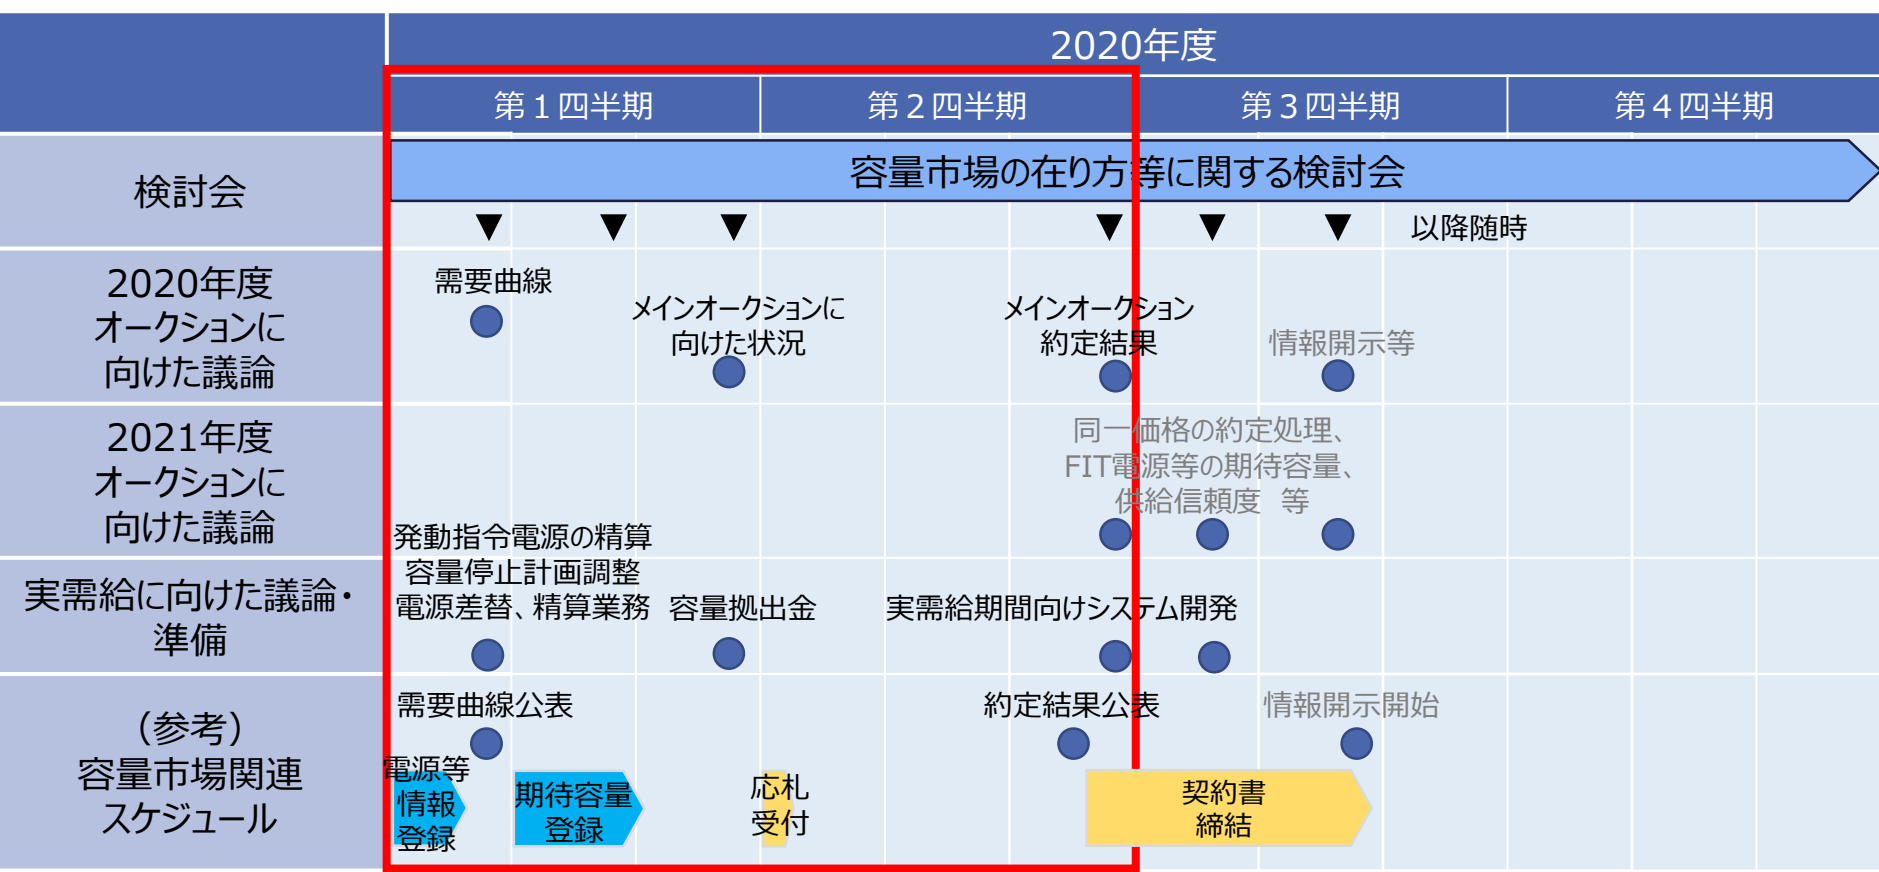 2020年度
第1四半期
第2四半期
第3四半期
第4四半期
検討会
容量市場の在り方等に関する検討会
▼ ▼ ▼ ▼ ▼ ▼ 以降随時
2020年度
オークションに
向けた議論
需要曲線
メインオークションに
向けた状況
メインオークション
約定結果
情報開示等
2021年度
オークションに
向けた議論
同一価格の約定処理、
FIT電源等の期待容量、
供給信頼度 等
実需給に向けた議論・
準備
発動指令電源の精算
容量停止計画調整
電源差替、精算業務
容量拠出金
実需給期間向けシステム開発
(参考)
容量市場関連
スケジュール
需要曲線公表
約定結果公表
情報開示開始
電源等
情報
登録
期待容量
登録
応札
受付
契約書
締結